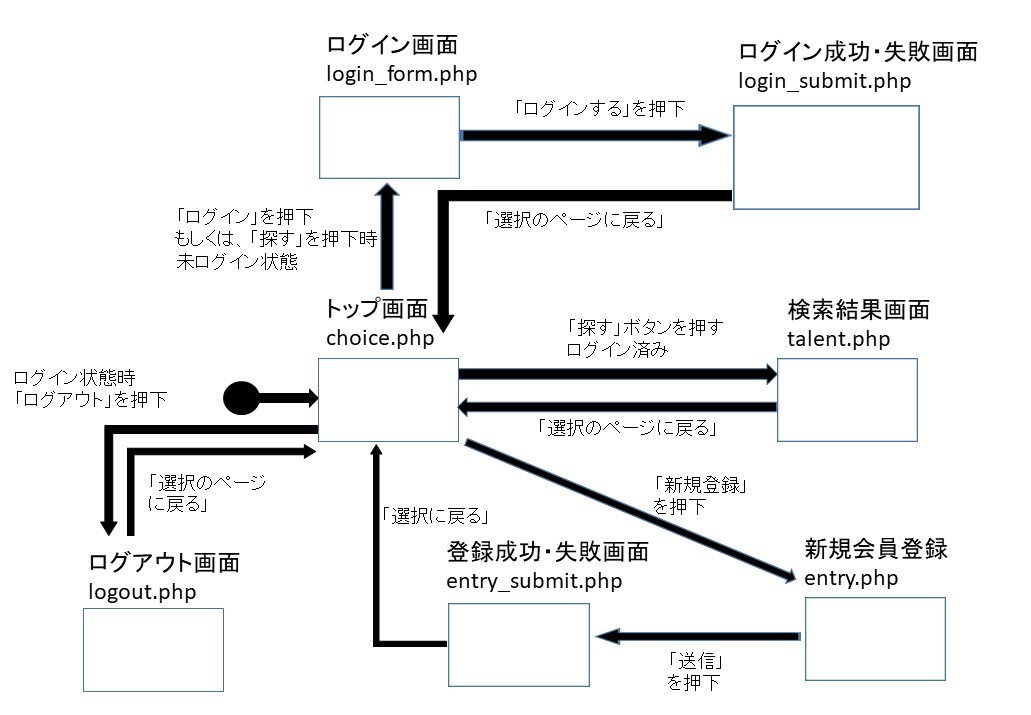 ログイン画面
login_form.php
ログイン成功・失敗画面
login_submit.php
「ログインする」を押下
「ログイン」を押下
もしくは、「探す」を押下時
未ログイン状態
「選択のページに戻る」
トップ画面
choice.php
「探す」ボタンを押す
ログイン済み
検索結果画面
talent.php
ログイン状態時
「ログアウト」を押下
「選択のページに戻る」
「選択のページ
に戻る」
「選択に戻る」
「新規登録」
を押下
ログアウト画面
logout.php
登録成功・失敗画面
entry_submit.php
新規会員登録
entry.php
「送信」
を押下